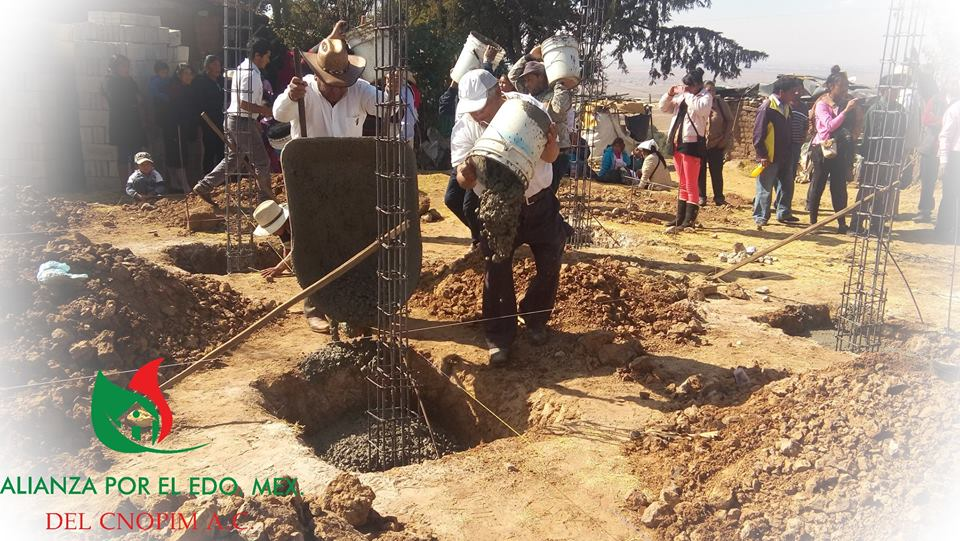 ALIANZA POR EL EDO. MEX
DEL CNOPIM A.C.